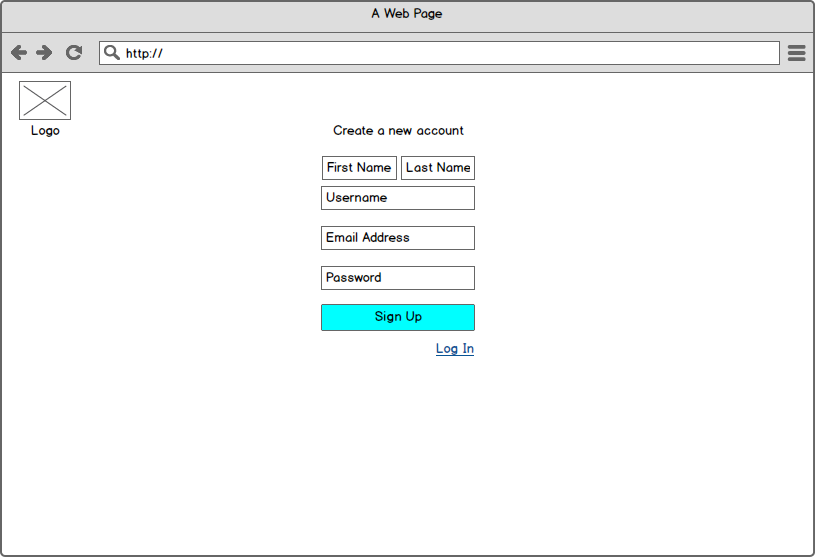 A Web Page
http://
Logo
Create a new account
First Name Last Name
Username
Email Address
Password
Sign Up
Log In